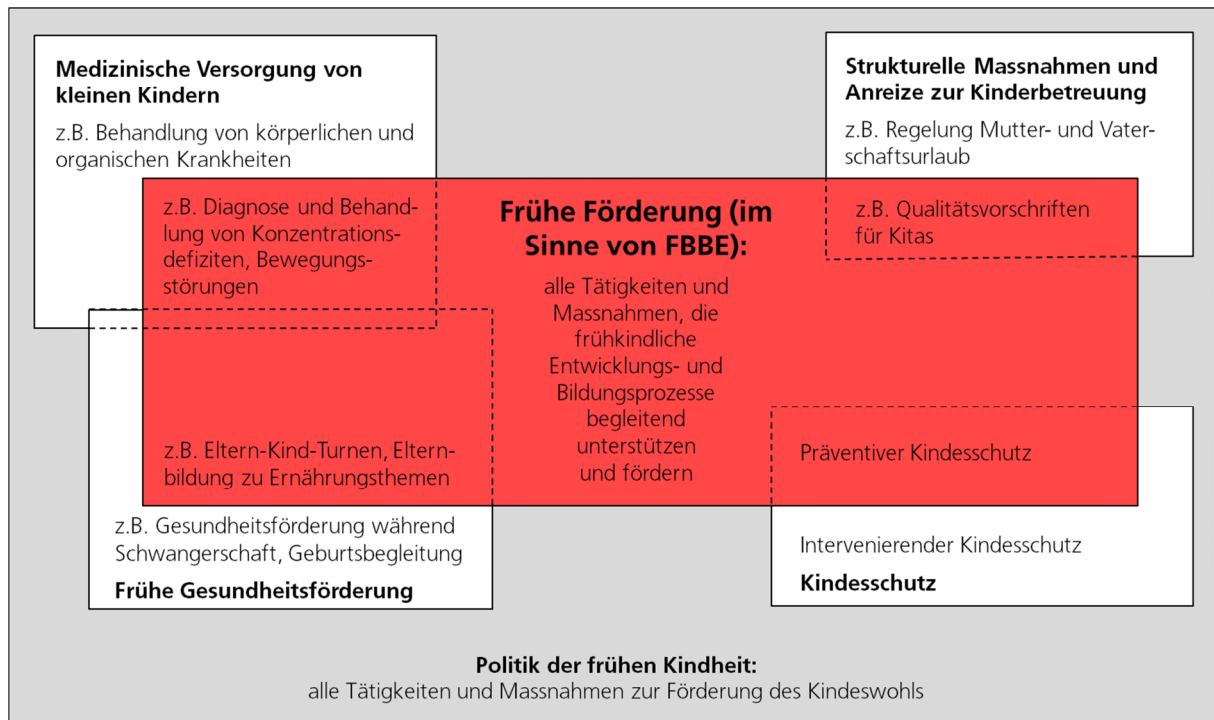 Medizinische Versorgung von
kleinen Kindern
z.B. Behandlung von körperlichen und
organischen Krankheiten
Strukturelle Massnahmen und
Anreize zur Kinderbetreuung
z.B. Regelung Mutter- und Vater-
schaftsurlaub
z.B. Diagnose und Behand-
lung von Konzentrations-
defiziten, Bewegungs-
störungen
Frühe Förderung (im
Sinne von FBBE):
alle Tätigkeiten und
Massnahmen, die
frühkindliche
Entwicklungs- und
Bildungsprozesse
begleitend
unterstützen
und fördern
z.B. Qualitätsvorschriften
für Kitas
z.B. Eltern-Kind-Turnen, Eltern-
bildung zu Ernährungsthemen
Präventiver Kindesschutz
z.B. Gesundheitsförderung während
Schwangerschaft, Geburtsbegleitung
Frühe Gesundheitsförderung
Intervenierender Kindesschutz
Kindesschutz
Politik der frühen Kindheit:
alle Tätigkeiten und Massnahmen zur Förderung des Kindeswohls